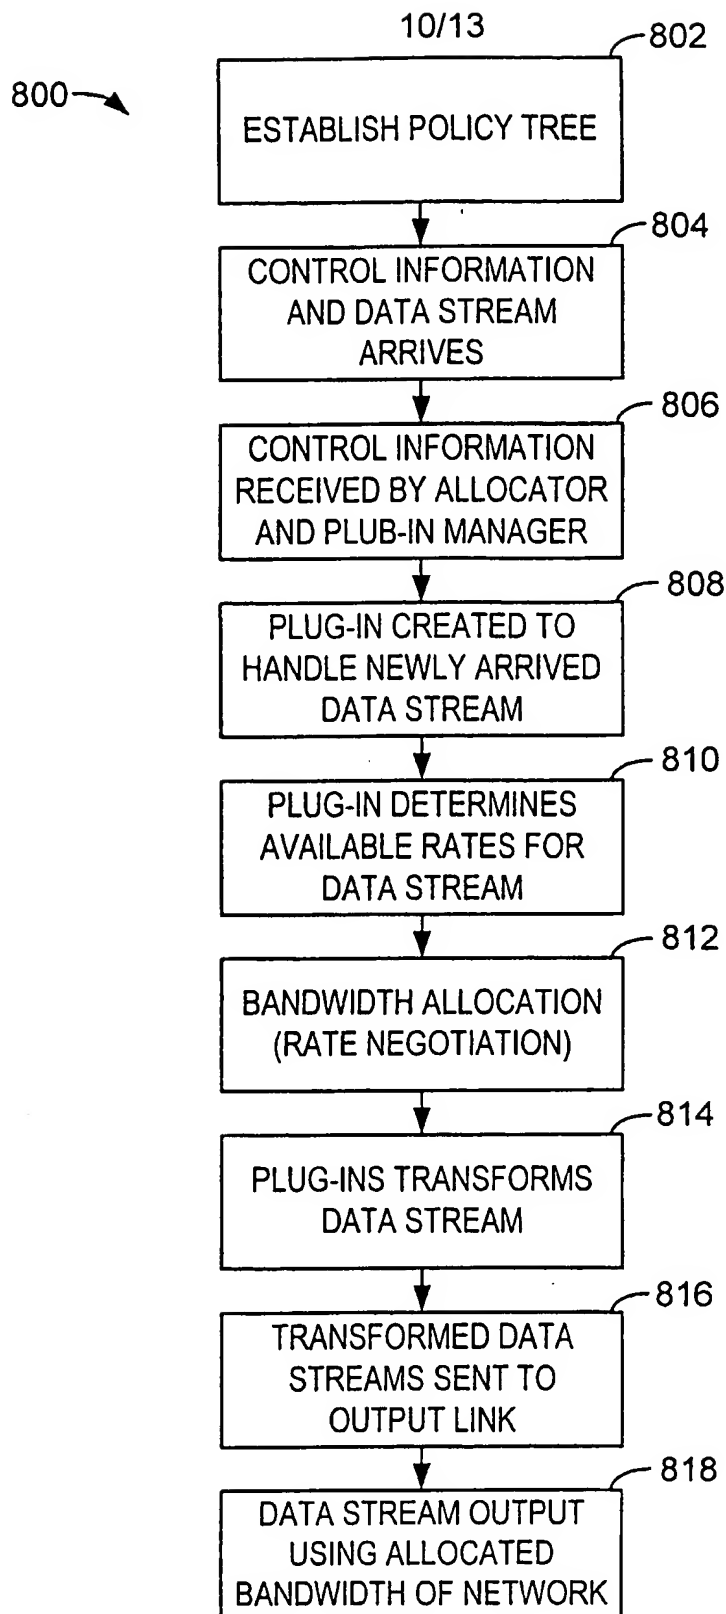 10/13
800
802
ESTABLISH POLICY TREE
804
CONTROL INFORMATION
AND DATA STREAM
ARRIVES
806
CONTROL INFORMATION
RECEIVED BY ALLOCATOR
AND PLUB-IN MANAGER
808
PLUG-IN CREATED TO
HANDLE NEWLY ARRIVED
DATA STREAM
810
PLUG-IN DETERMINES
AVAILABLE RATES FOR
DATA STREAM
812
BANDWIDTH ALLOCATION
(RATE NEGOTIATION)
814
PLUG-INS TRANSFORMS
DATA STREAM
816
TRANSFORMED DATA
STREAMS SENT TO
OUTPUT LINK
818
DATA STREAM OUTPUT
USING ALLOCATED
BANDWIDTH OF NETWORK